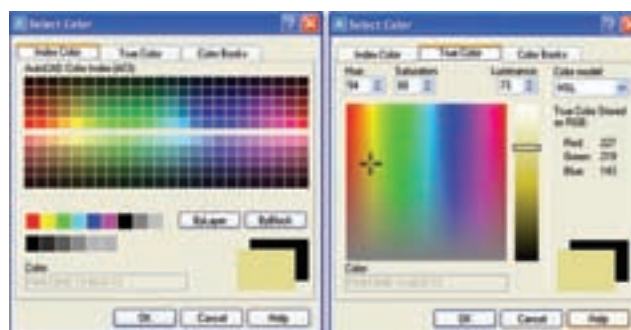 Select Color
Index Color True Color Color Books
AutoCAD Color Index (ACI):
ByLayer ByBlock
Color:
OK Cancel Help
Select Color
Index Color True Color Color Books
Hue: Saturation: Luminance: Color model:
HSL
True Color Stored
as RGB:
Red:
Green:
Blue:
Color:
OK Cancel Help